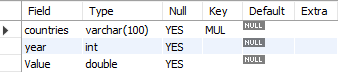 Field Type Null Key Default Extra
countries varchar(100) YES MUL NULL
year int YES NULL
Value double YES NULL